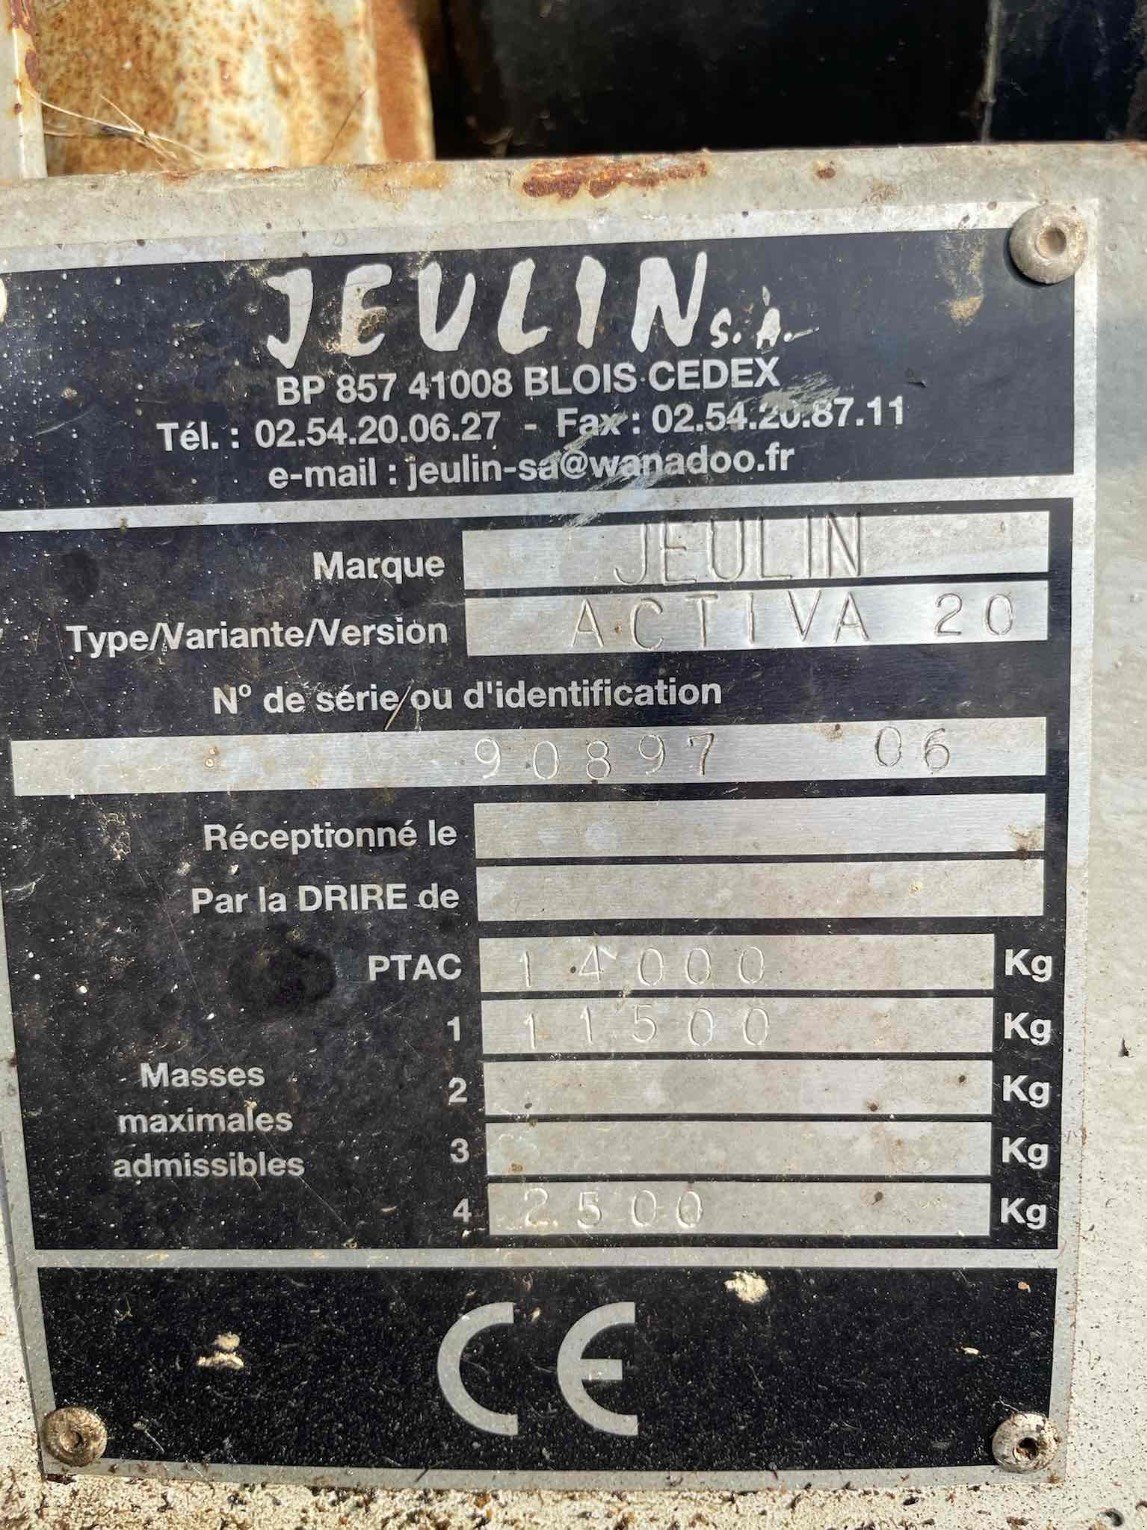 JEULIN S.A.
BP 857 41008 BLOIS CEDEX
Tél. : 02.54.20.06.27 - Fax : 02.54.20.87.11
e-mail : jeulin-sa@wanadoo.fr
Marque JEULIN
Type/Variante/Version ACTIVA 20
N° de série/ou d'identification
90897 06
Réceptionné le
Par la DRIRE de
PTAC 14000 Kg
1 11500 Kg
Masses maximales admissibles
2 Kg
3 Kg
4 2500 Kg
CE